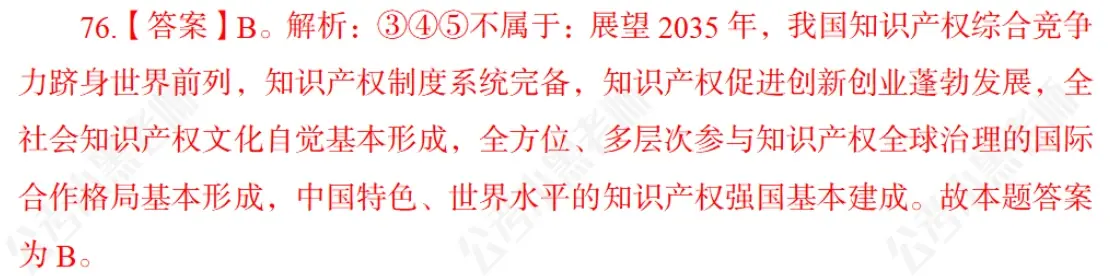 76.【答案】B。解析：③④⑤不属于：展望 2035 年，我国知识产权综合竞争
力跻身世界前列，知识产权制度系统完备，知识产权促进创新创业蓬勃发展，全
社会知识产权文化自觉基本形成，全方位、多层次参与知识产权全球治理的国际
合作格局基本形成，中国特色、世界水平的知识产权强国基本建成。故本题答案
为 B。